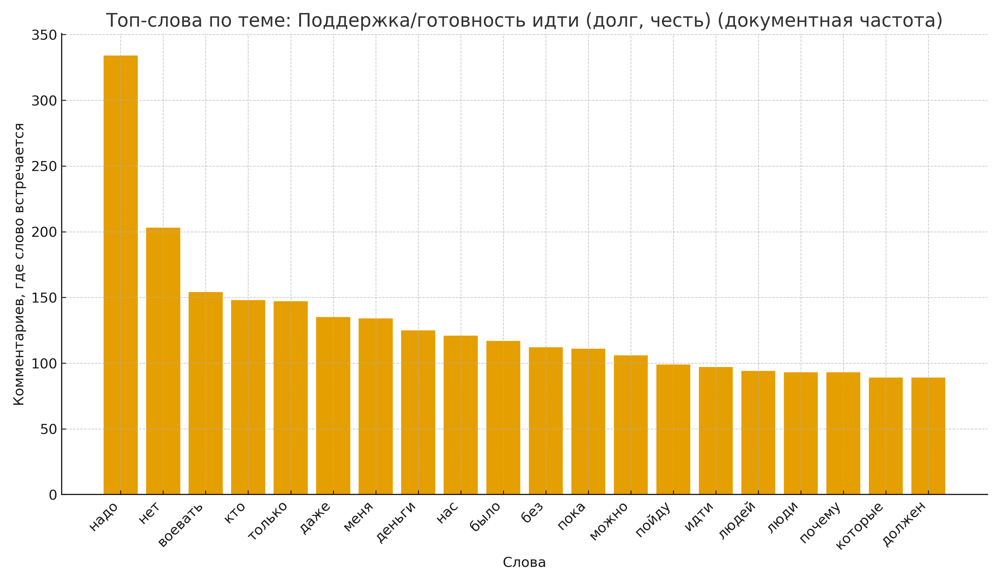 Топ-слова по теме: Поддержка/готовность идти (долг, честь) (документная частота)
Комментариев, где слово встречается
350
300
250
200
150
100
50
0
надо
нет
воевать
кто
только
даже
меня
деньги
нас
было
без
пока
можно
пойду
идти
людей
люди
почему
которые
должен
Слова